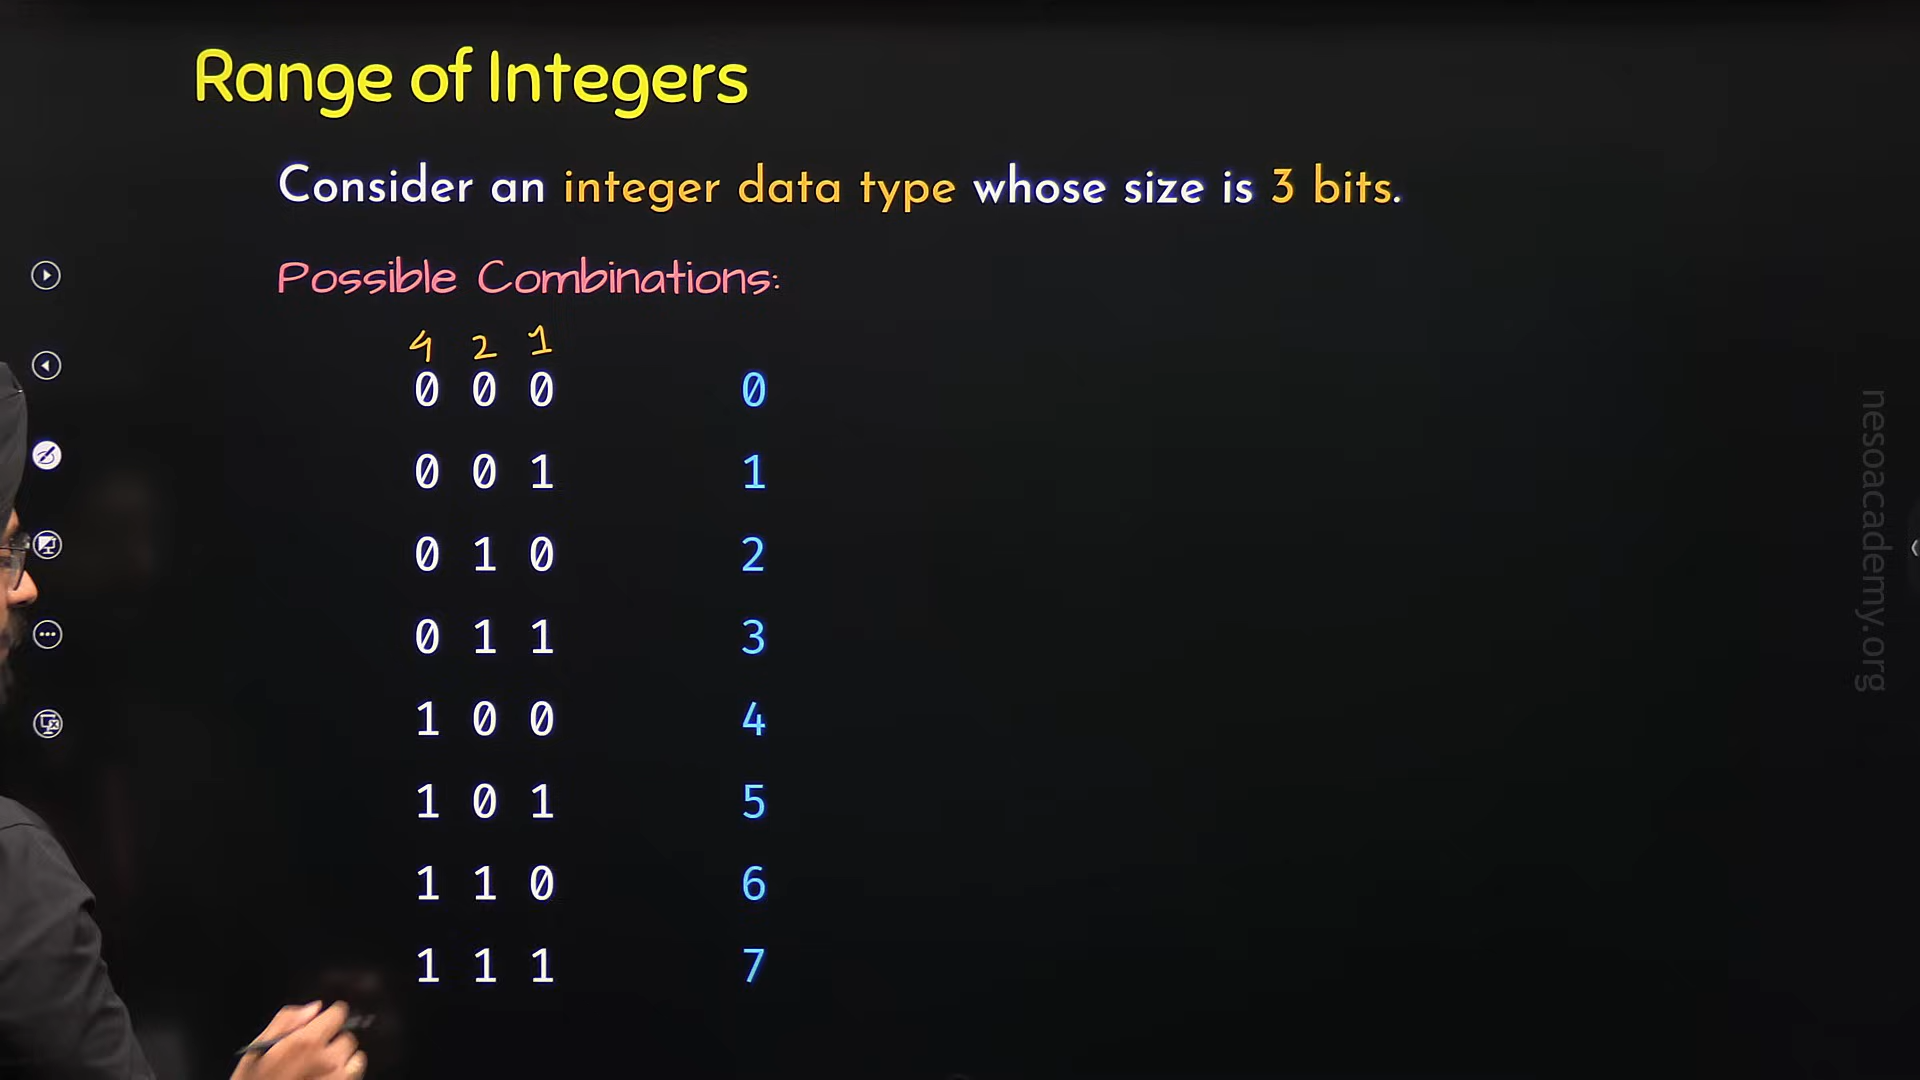 Range of Integers
Consider an integer data type whose size is 3 bits.
Possible Combinations:
4 2 1
0 0 0 0
0 0 1 1
0 1 0 2
0 1 1 3
1 0 0 4
1 0 1 5
1 1 0 6
1 1 1 7
nesoacademy.org